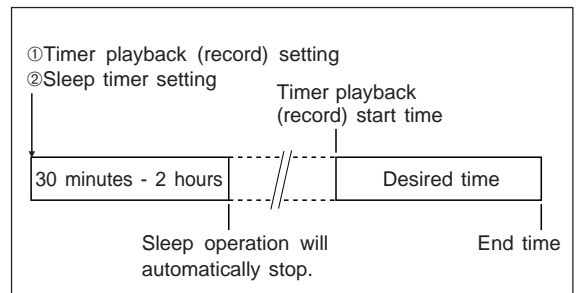 ①Timer playback (record) setting
②Sleep timer setting
Timer playback
(record) start time
30 minutes - 2 hours
Desired time
Sleep operation will
automatically stop.
End time